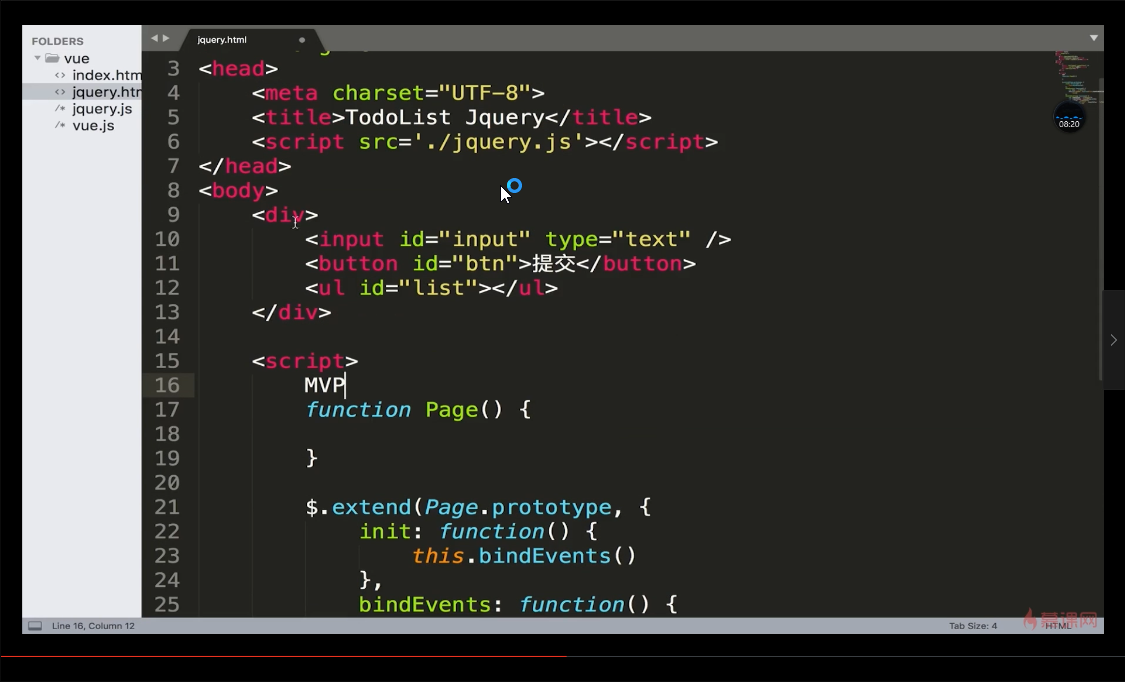 FOLDERS
vue
<> index.htm
<> jquery.htm
/* jquery.js
/* vue.js
jquery.html
3 <head>
4 <meta charset="UTF-8">
5 <title>TodoList Jquery</title>
6 <script src='./jquery.js'></script>
7 </head>
8 <body>
9 <div>
10 <input id="input" type="text" />
11 <button id="btn">提交</button>
12 <ul id="list"></ul>
13 </div>
14
15 <script>
16 MVP
17 function Page() {
18
19 }
20
21 $.extend(Page.prototype, {
22 init: function() {
23 this.bindEvents()
24 },
25 bindEvents: function() {
08:20
Line 16, Column 12
Tab Size: 4
HTML
慕课网